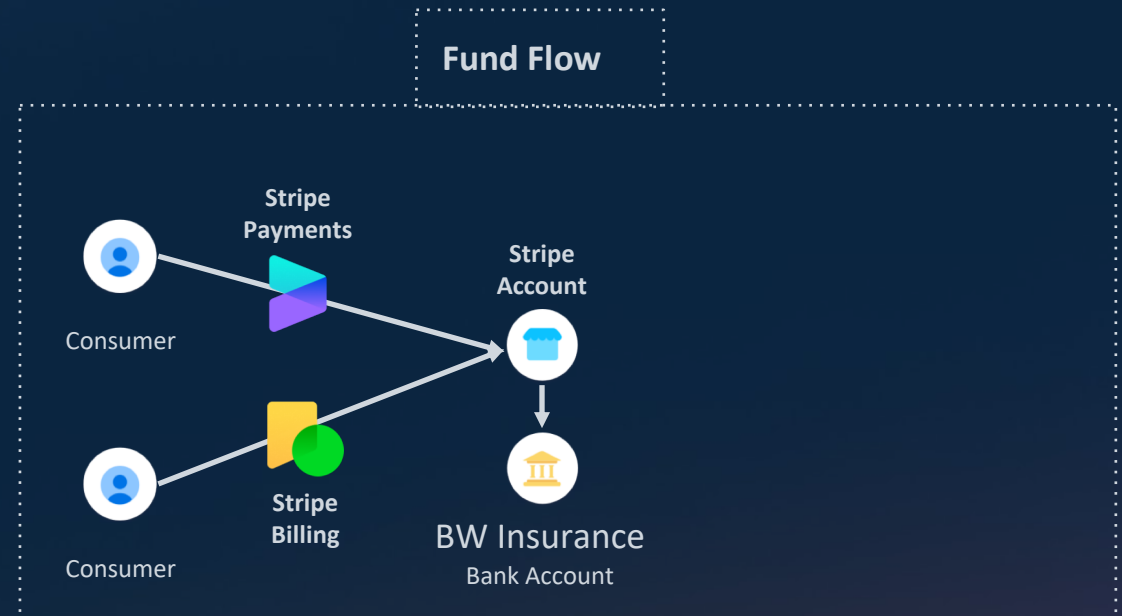 Fund Flow
Stripe
Payments
Consumer
Stripe
Account
Stripe
Billing
Consumer
BW Insurance
Bank Account